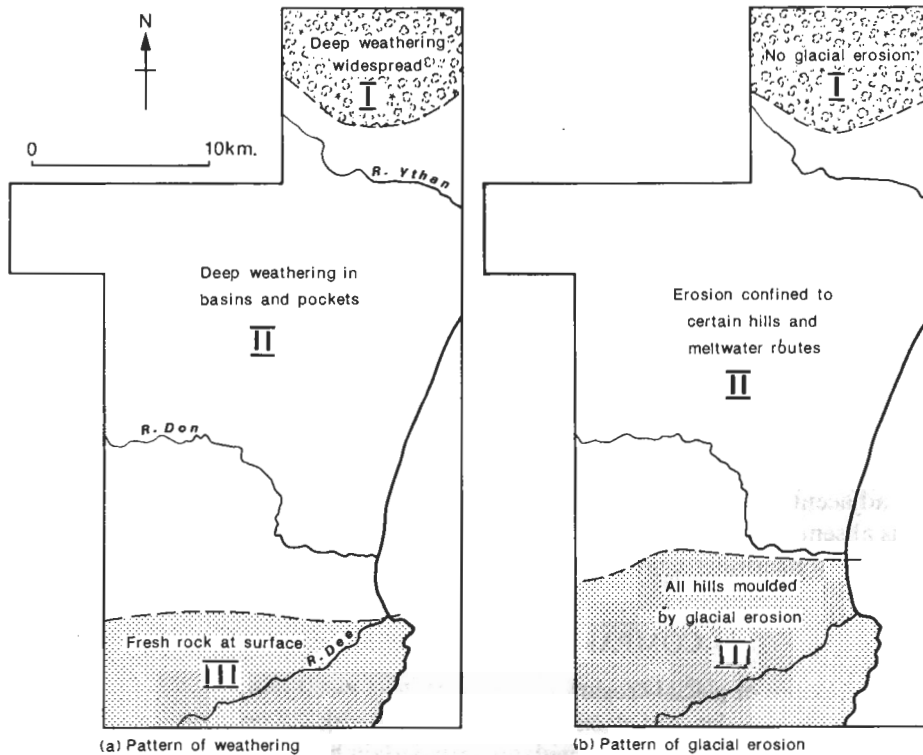 N
Deep weathering
widespread
I
0 10km.
R. Ythan
Deep weathering in
basins and pockets
II
R. Don
Fresh rock at surface
III
R. Dee
(a) Pattern of weathering
No glacial erosion
I
Erosion confined to
certain hills and
meltwater routes
II
All hills moulded
by glacial erosion
III
(b) Pattern of glacial erosion